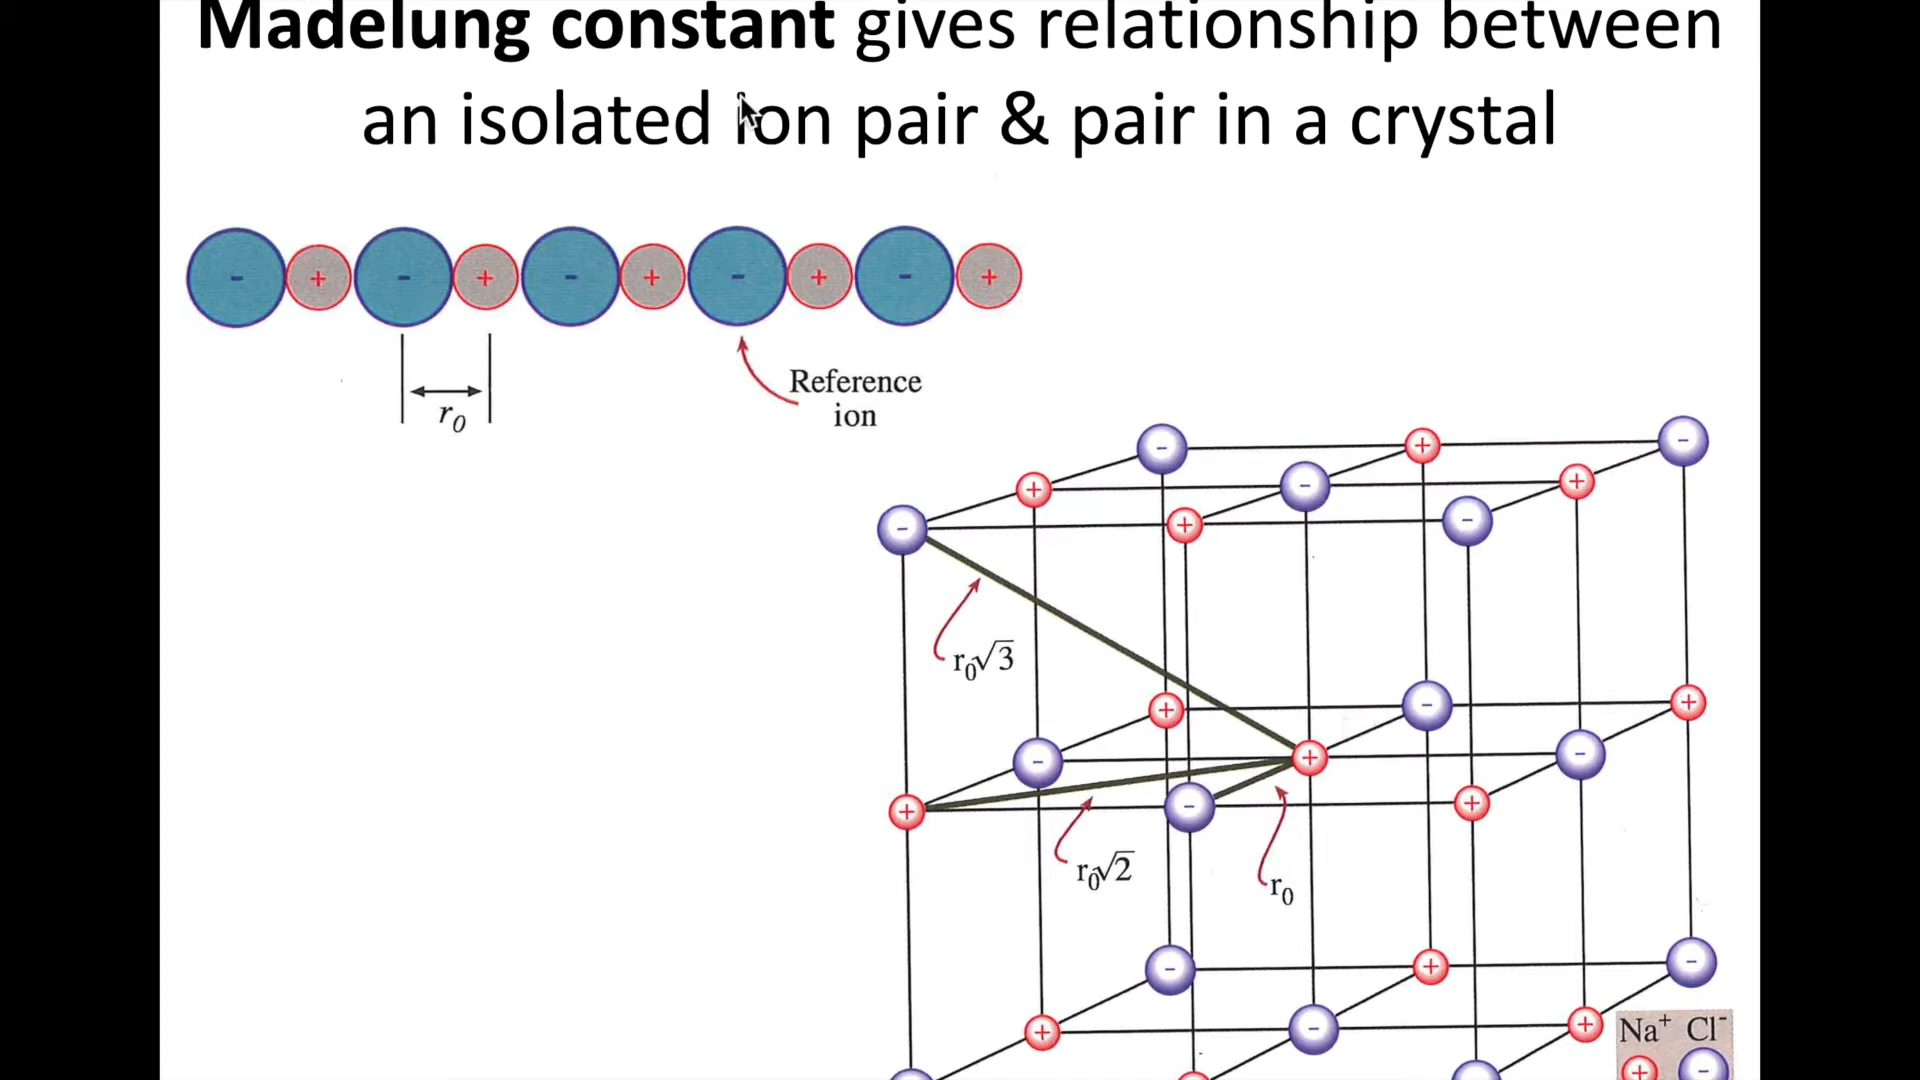 Madelung constant gives relationship between
an isolated ion pair & pair in a crystal
- + - + - + - + - +
r₀
Reference
ion
- + -
+ - +
- + -
r₀√3
+ - +
- + -
+ - +
r₀√2
r₀
- + -
+ - +
Na⁺ Cl⁻
+ -